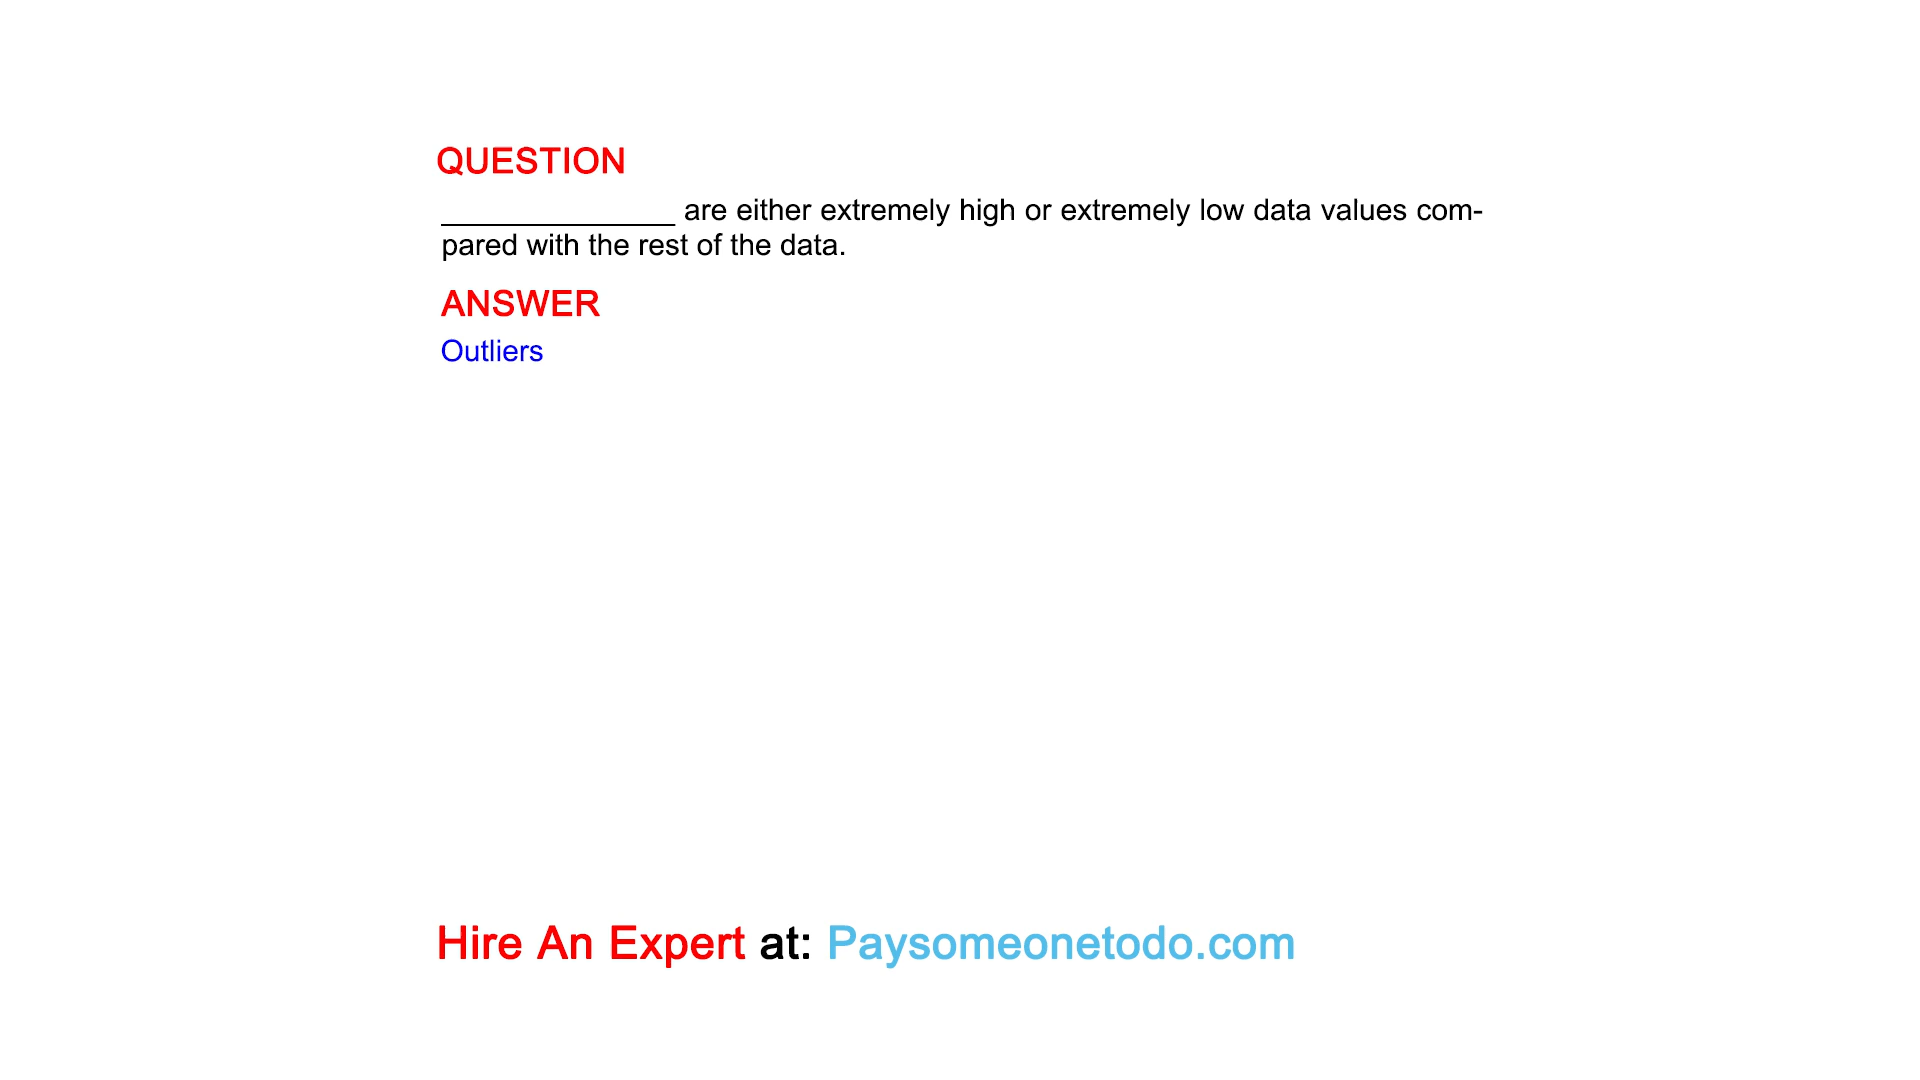 QUESTION
______________ are either extremely high or extremely low data values com-
pared with the rest of the data.
ANSWER
Outliers
Hire An Expert at: Paysomeonetodo.com